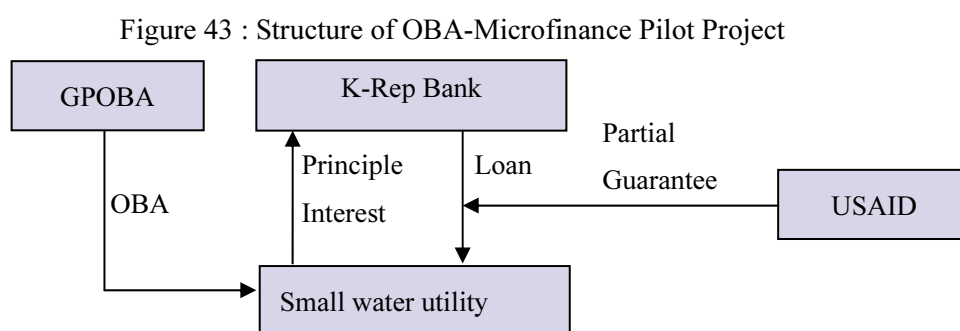 Figure 43 : Structure of OBA-Microfinance Pilot Project
GPOBA
K-Rep Bank
Principle
Interest
Loan
Partial
Guarantee
OBA
USAID
Small water utility